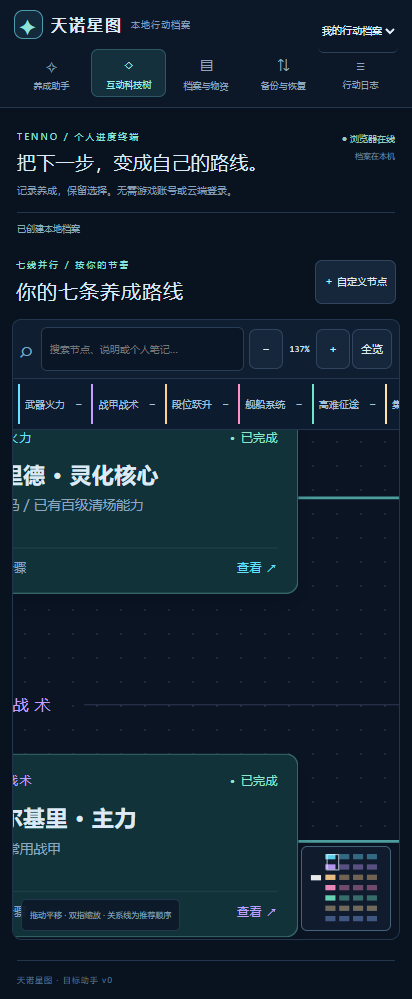 天诺星图 本地行动档案
我的行动档案
养成助手 互动科技树 档案与物资 备份与恢复 行动日志
TENNO / 个人进度终端
浏览器在线
档案在本机
把下一步，变成自己的路线。
记录养成，保留选择。无需游戏账号或云端登录。
已创建本地档案
七线并行 / 按你的节奏
你的七条养成路线
+ 自定义节点
搜索节点、说明或个人笔记…
− 137% + 全览
武器火力 − 战甲战术 − 段位跃升 − 舰船系统 − 高难征途 −
火力 • 已完成
里德・灵化核心
/ 已有百级清场能力
骤 查看 ↗
战术
战术 • 已完成
尔基里・主力
常用战甲
拖动平移 · 双指缩放 · 关系线为推荐顺序
查看 ↗
天诺星图 · 目标助手 v0